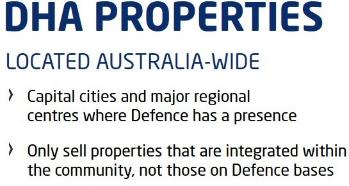 DHA PROPERTIES
LOCATED AUSTRALIA-WIDE
› Capital cities and major regional
centres where Defence has a presence
› Only sell properties that are integrated within
the community, not those on Defence bases